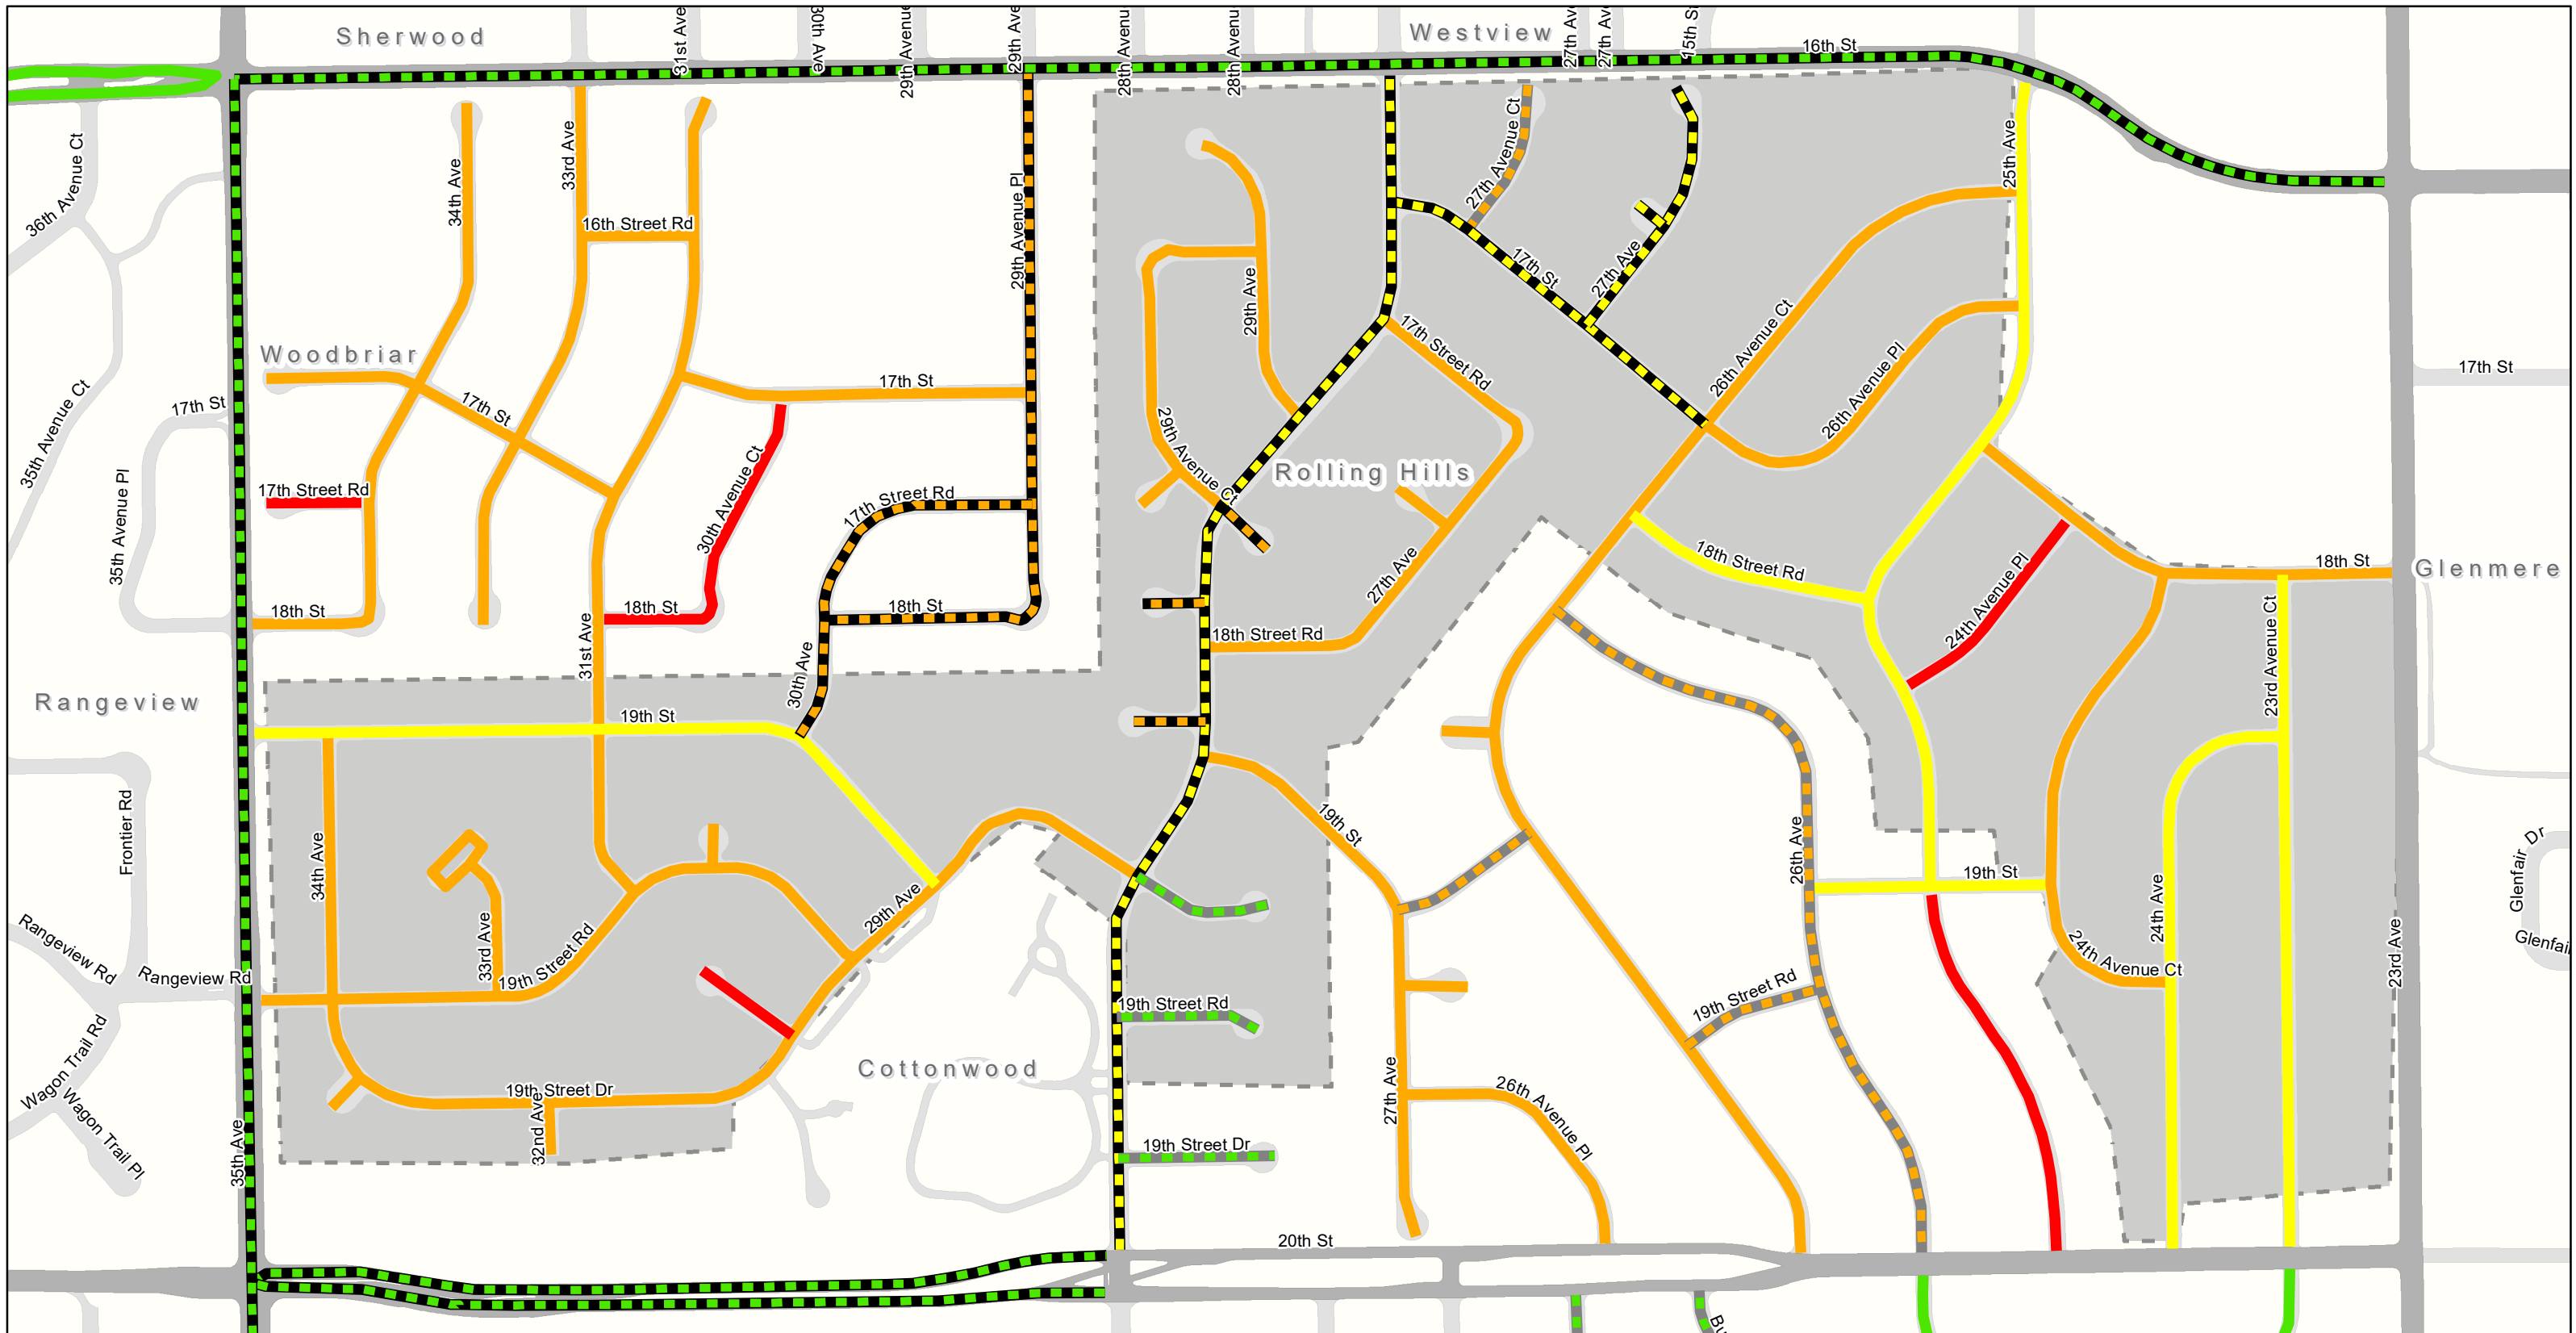 Sherwood
Westview
31st Ave
30th Ave
29th Avenue
29th Ave
28th Avenu
28th Avenu
27th Av
27th Av
15th S
16th St
36th Avenue Ct
34th Ave
33rd Ave
16th Street Rd
29th Avenue Pl
27th Avenue Ct
25th Ave
17th St
27th Ave
29th Ave
26th Avenue Ct
Woodbriar
17th Street Rd
26th Avenue Pl
17th St
17th St
17th St
17th St
35th Avenue Ct
29th Avenue Ct
Rolling Hills
17th Street Rd
30th Avenue Ct
17th Street Rd
35th Avenue Pl
18th Street Rd
18th St
Glenmere
27th Ave
24th Avenue Pl
18th St
18th St
18th St
18th Street Rd
31st Ave
30th Ave
23rd Avenue Ct
Rangeview
19th St
Frontier Rd
34th Ave
19th St
26th Ave
19th St
Glenfair Dr
29th Ave
24th Ave
33rd Ave
19th Street Rd
Rangeview Rd
Rangeview Rd
24th Avenue Ct
23rd Ave
Glenfai
19th Street Rd
19th Street Rd
Wagon Trail Rd
Cottonwood
19th Street Dr
27th Ave
26th Avenue Pl
32nd Ave
Wagon Trail Pl
35th Ave
19th Street Dr
20th St
Bu